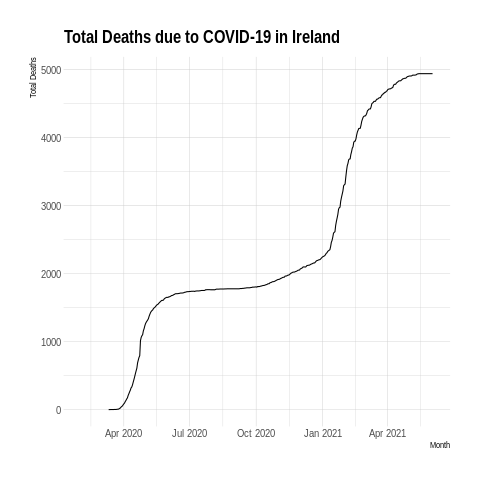 Total Deaths due to COVID-19 in Ireland
Total Deaths
5000
4000
3000
2000
1000
0
Apr 2020 Jul 2020 Oct 2020 Jan 2021 Apr 2021
Month